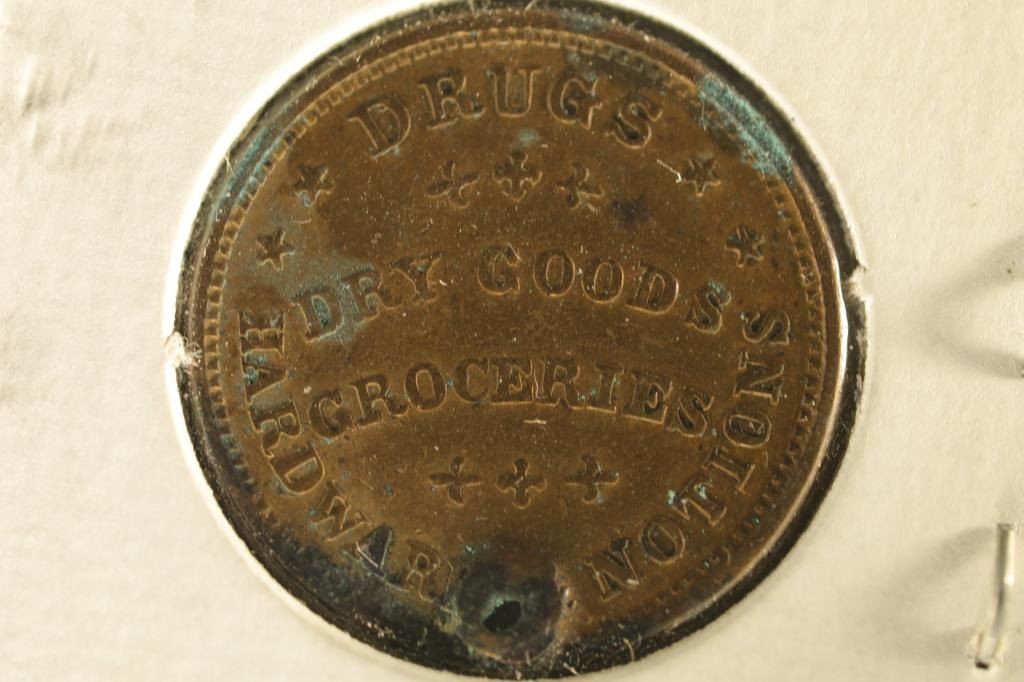 DRUGS
DRY GOODS
GROCERIES
HARDWAR
NOTIONS